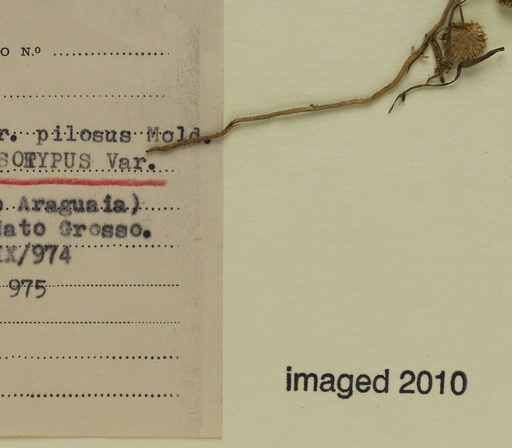 O N.º
r. pilosus Mold.
SOTYPUS Var.
o Araguaia)
Mato Grosso.
IX/974
975
imaged 2010